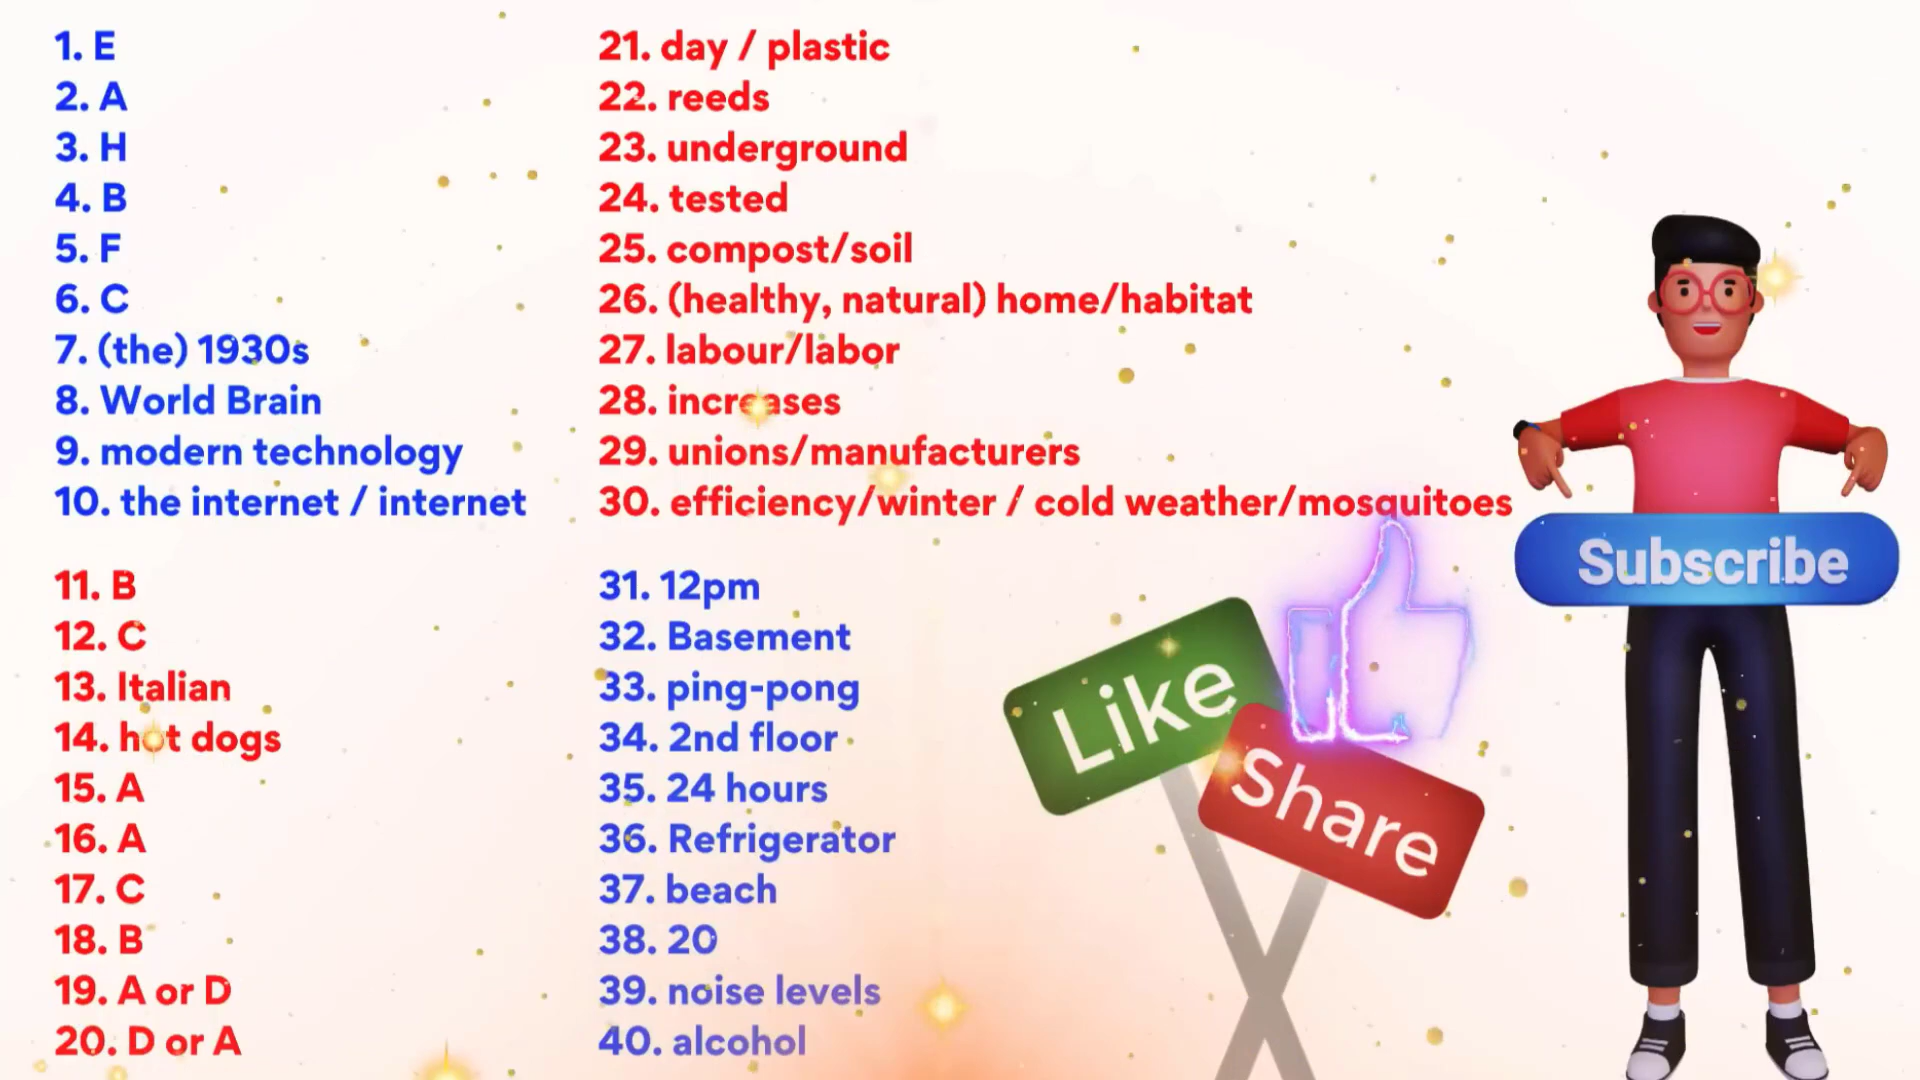 1. E
2. A
3. H
4. B
5. F
6. C
7. (the) 1930s
8. World Brain
9. modern technology
10. the internet / internet
11. B
12. C
13. Italian
14. hot dogs
15. A
16. A
17. C
18. B
19. A or D
20. D or A
21. day / plastic
22. reeds
23. underground
24. tested
25. compost/soil
26. (healthy, natural) home/habitat
27. labour/labor
28. increases
29. unions/manufacturers
30. efficiency/winter / cold weather/mosquitoes
31. 12pm
32. Basement
33. ping-pong
34. 2nd floor
35. 24 hours
36. Refrigerator
37. beach
38. 20
39. noise levels
40. alcohol
Like
Share
Subscribe